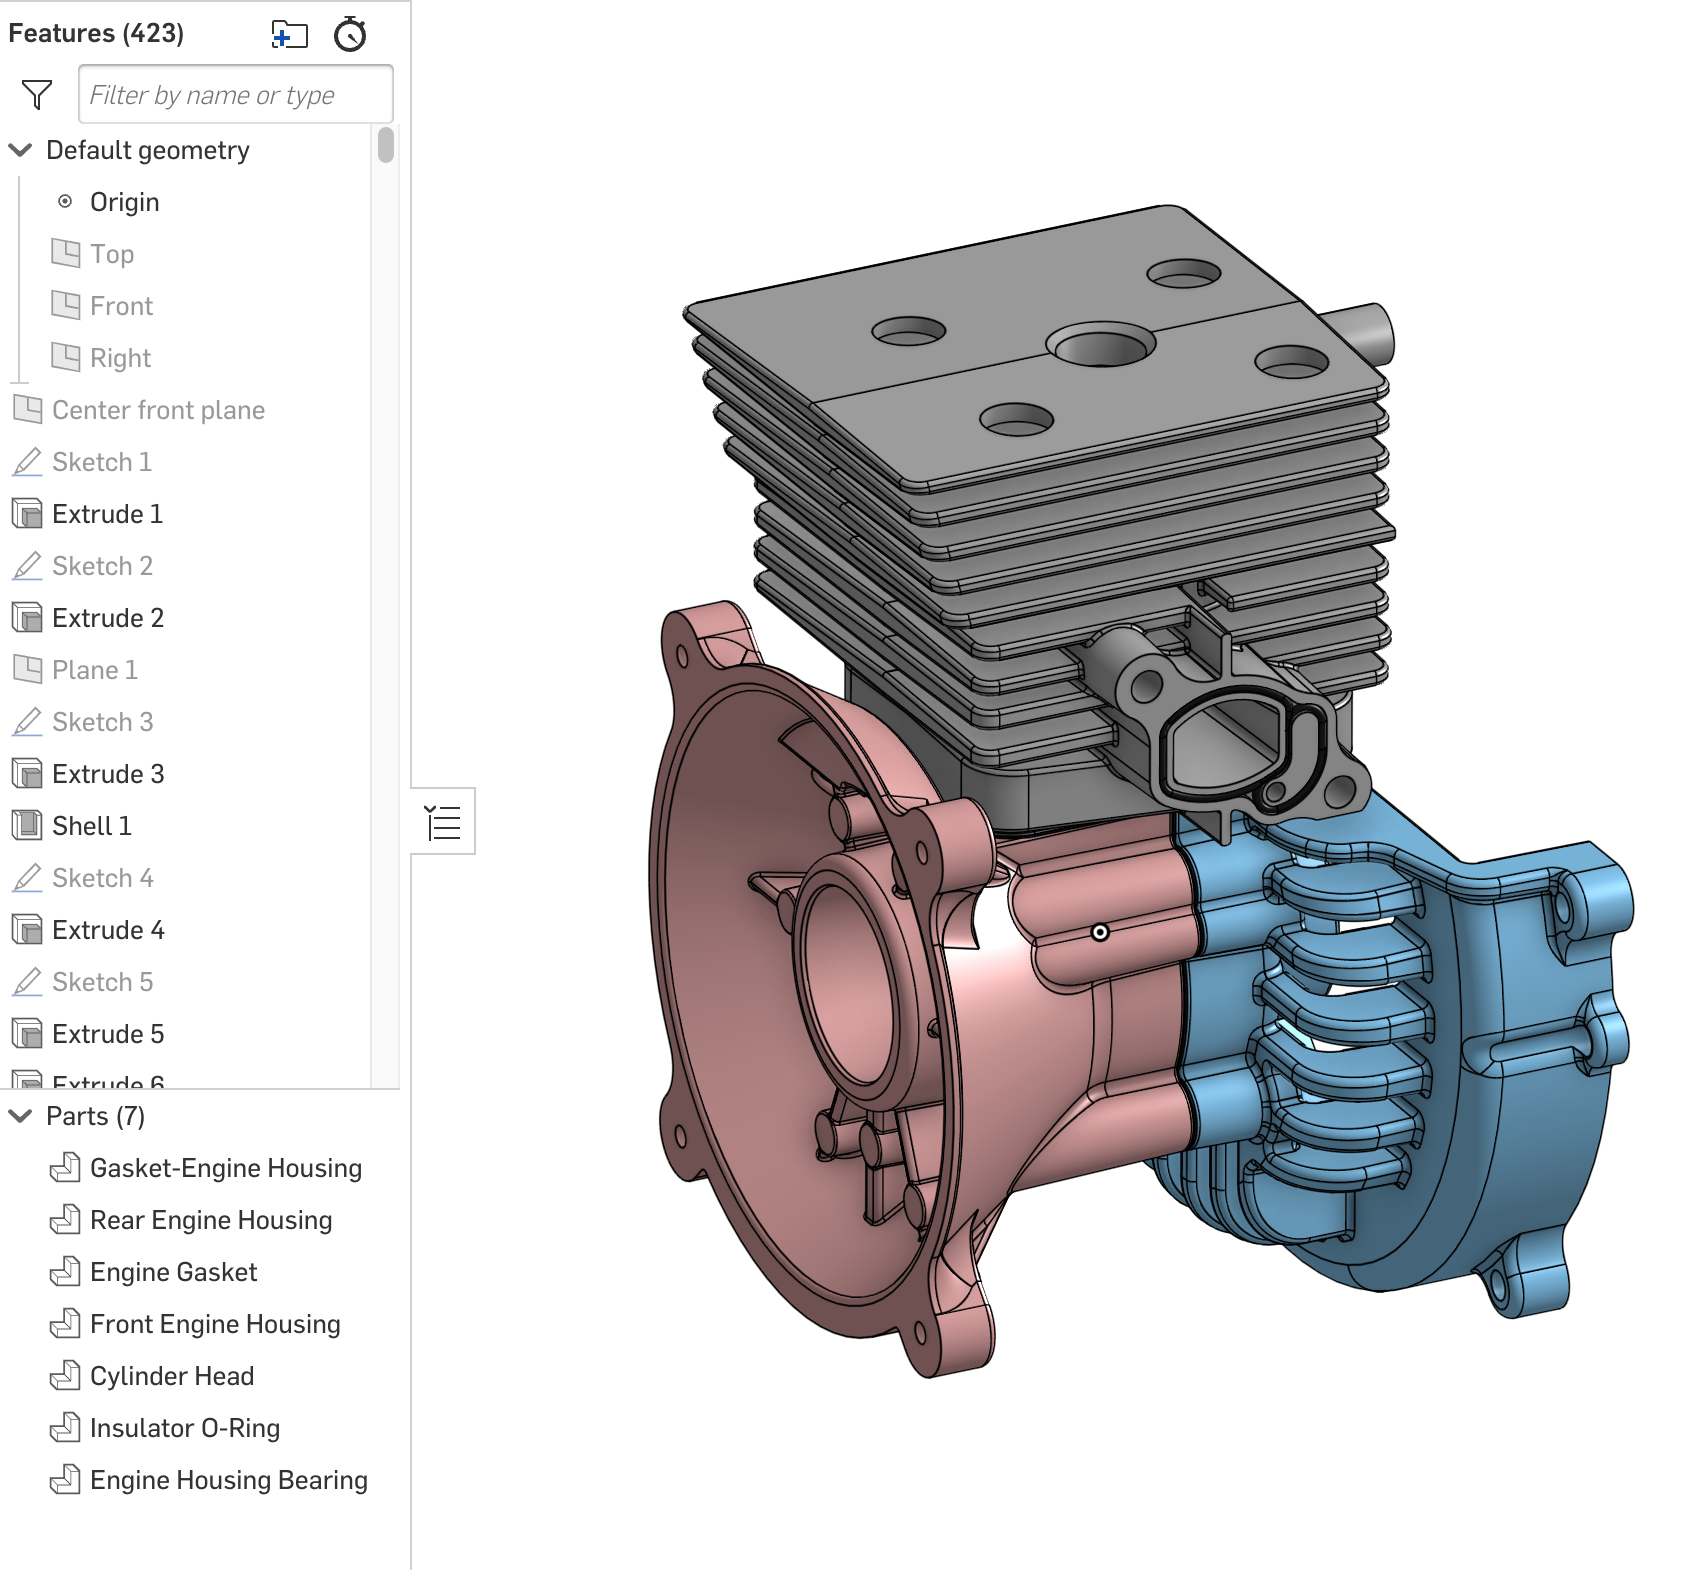 Features (423)
Filter by name or type
Default geometry
Origin
Top
Front
Right
Center front plane
Sketch 1
Extrude 1
Sketch 2
Extrude 2
Plane 1
Sketch 3
Extrude 3
Shell 1
Sketch 4
Extrude 4
Sketch 5
Extrude 5
Extrude 6
Parts (7)
Gasket-Engine Housing
Rear Engine Housing
Engine Gasket
Front Engine Housing
Cylinder Head
Insulator O-Ring
Engine Housing Bearing